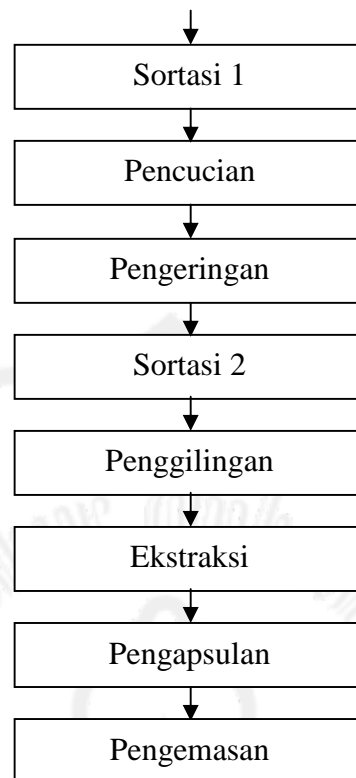 Sortasi 1
Pencucian
Pengeringan
Sortasi 2
Penggilingan
Ekstraksi
Pengapsulan
Pengemasan